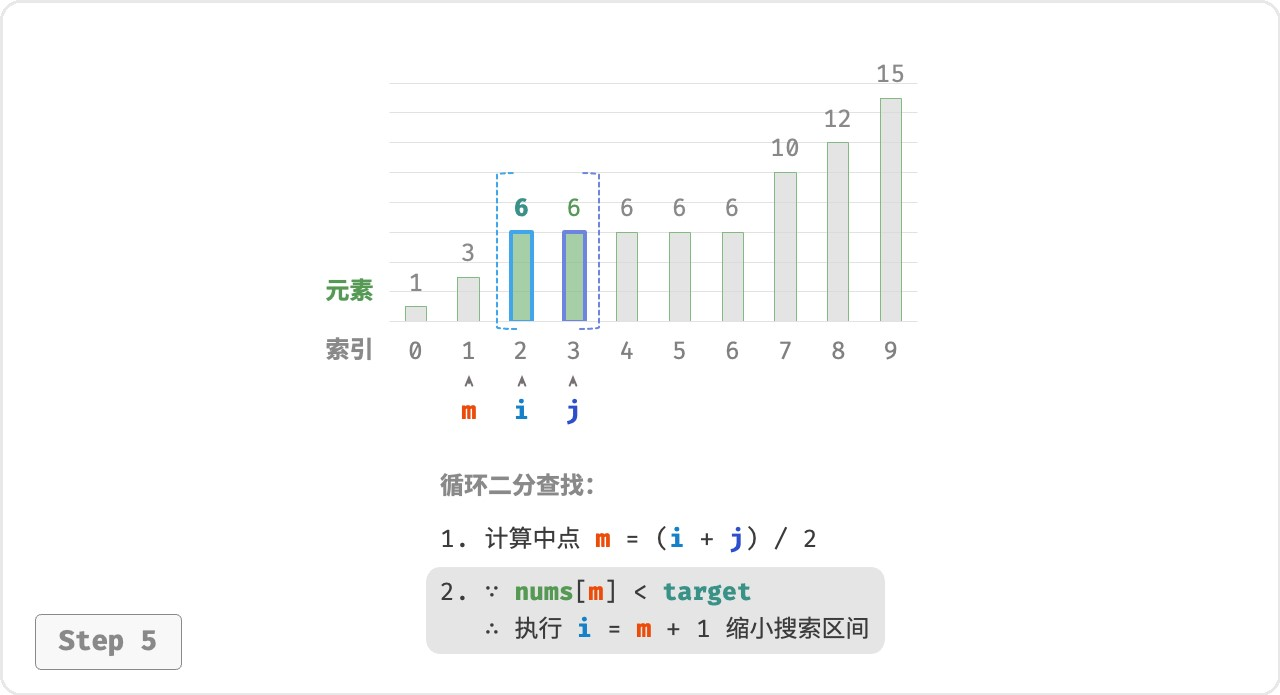 15
12
10
6 6 6 6 6
3
1
元素
索引 0 1 2 3 4 5 6 7 8 9
m i j
循环二分查找：
1. 计算中点 m = (i + j) / 2
2. ∵ nums[m] < target
∴ 执行 i = m + 1 缩小搜索区间
Step 5